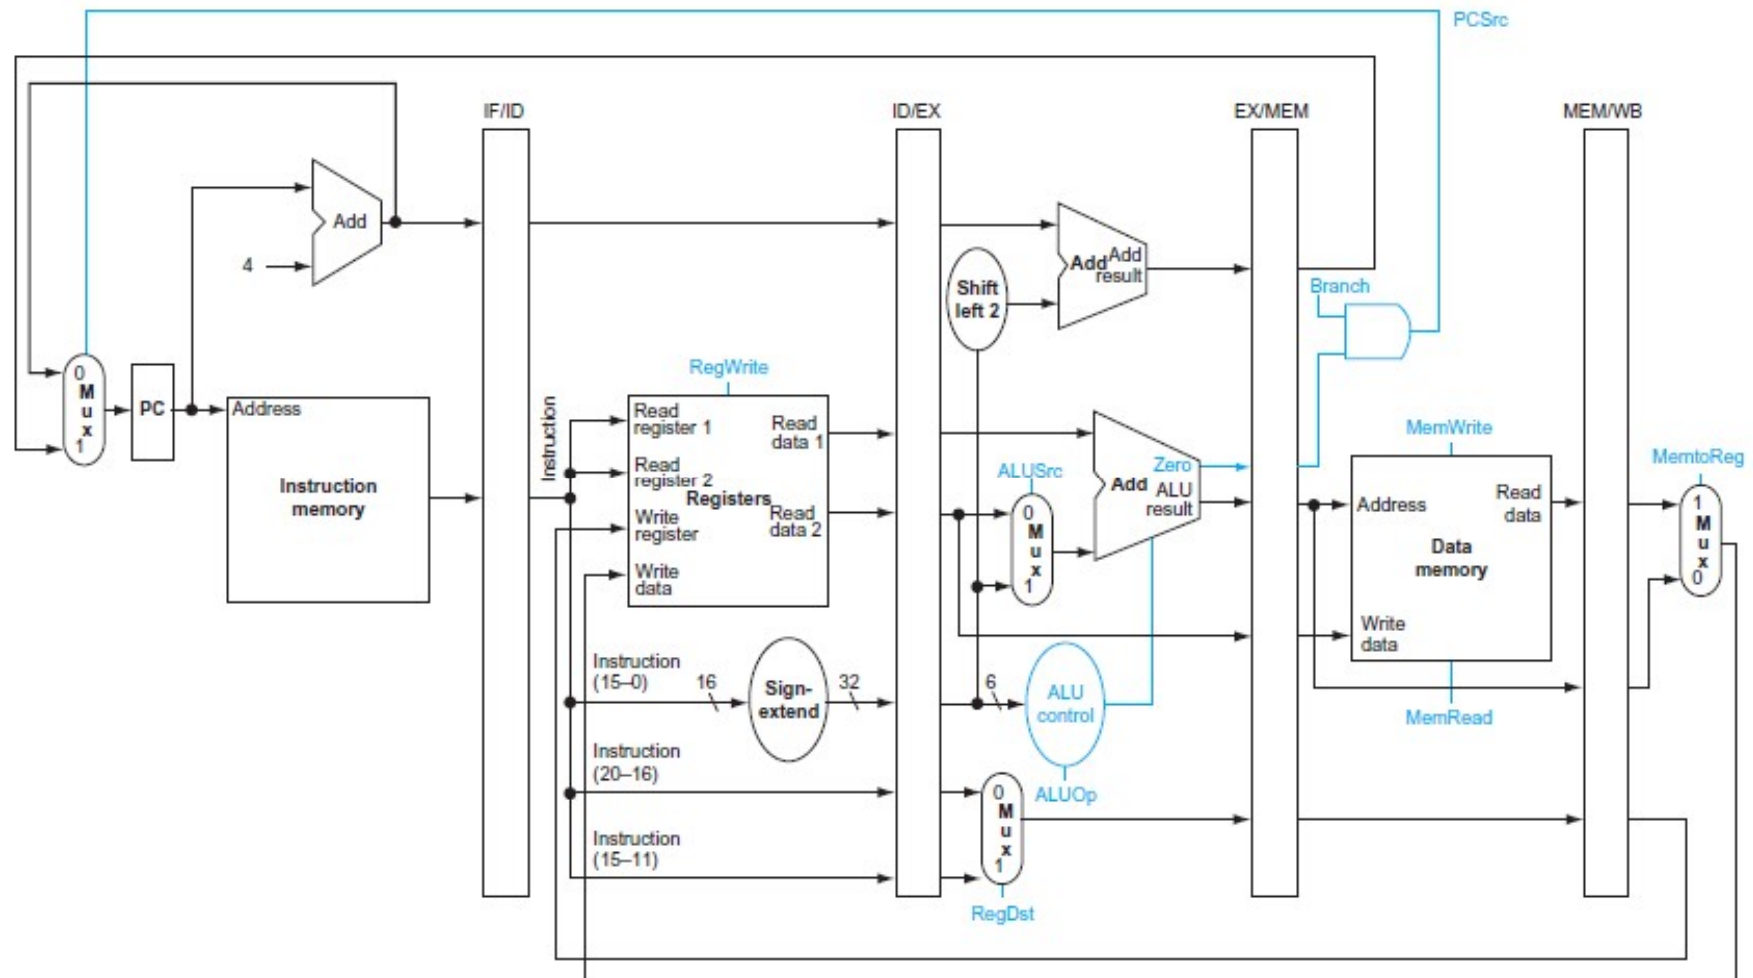 PCSrc
IF/ID
ID/EX
EX/MEM
MEM/WB
Add
4
Add
Add
result
Shift
left 2
Branch
0
M
u
x
1
PC
Address
Instruction
memory
Instruction
RegWrite
Read
register 1
Read
data 1
Read
register 2
Registers
Write
register
Read
data 2
Write
data
ALUSrc
0
M
u
x
1
Add
Zero
ALU
result
MemWrite
Address
Read
data
Data
memory
Write
data
MemRead
MemtoReg
1
M
u
x
0
Instruction
(15–0)
16
Sign-
extend
32
6
ALU
control
ALUOp
Instruction
(20–16)
Instruction
(15–11)
0
M
u
x
1
RegDst